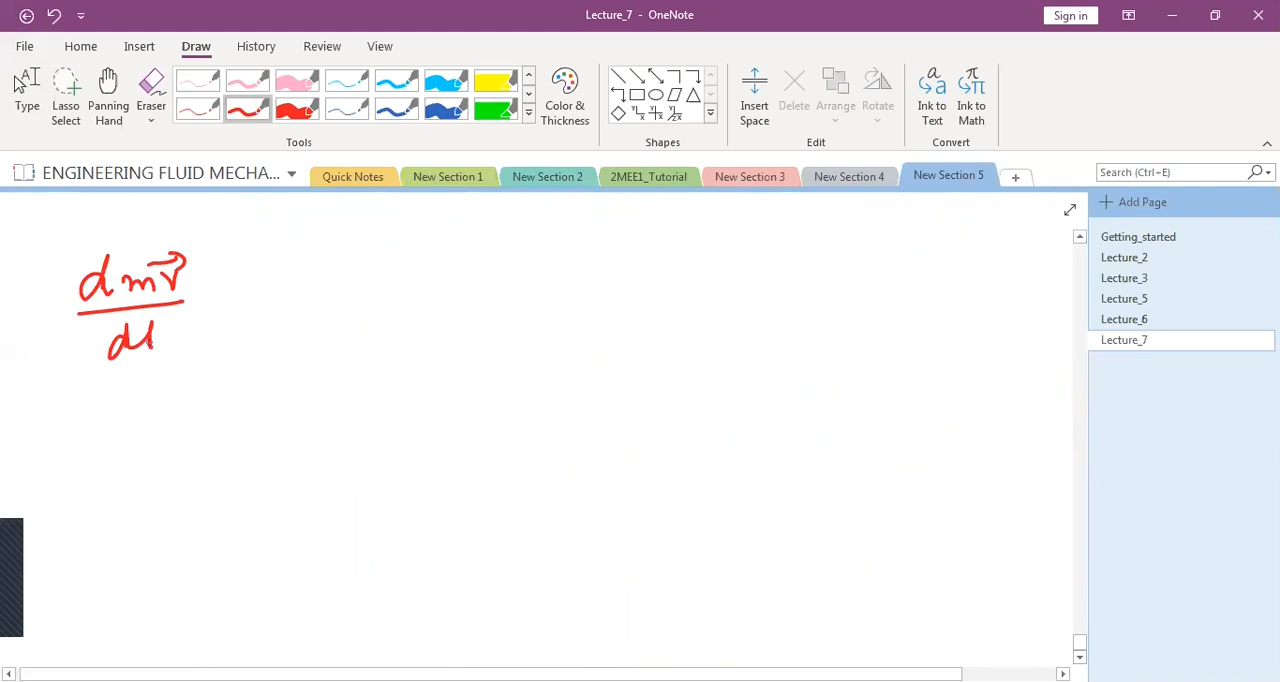 Lecture_7 - OneNote
Sign in
File Home Insert Draw History Review View
Type
Lasso Select
Panning Hand
Eraser
Color & Thickness
Insert Space
Delete
Arrange
Rotate
Ink to Text
Ink to Math
Tools
Shapes
Edit
Convert
ENGINEERING FLUID MECHA...
Quick Notes
New Section 1
New Section 2
2MEE1_Tutorial
New Section 3
New Section 4
New Section 5
Search (Ctrl+E)
Add Page
Getting_started
Lecture_2
Lecture_3
Lecture_5
Lecture_6
Lecture_7
d m v⃗